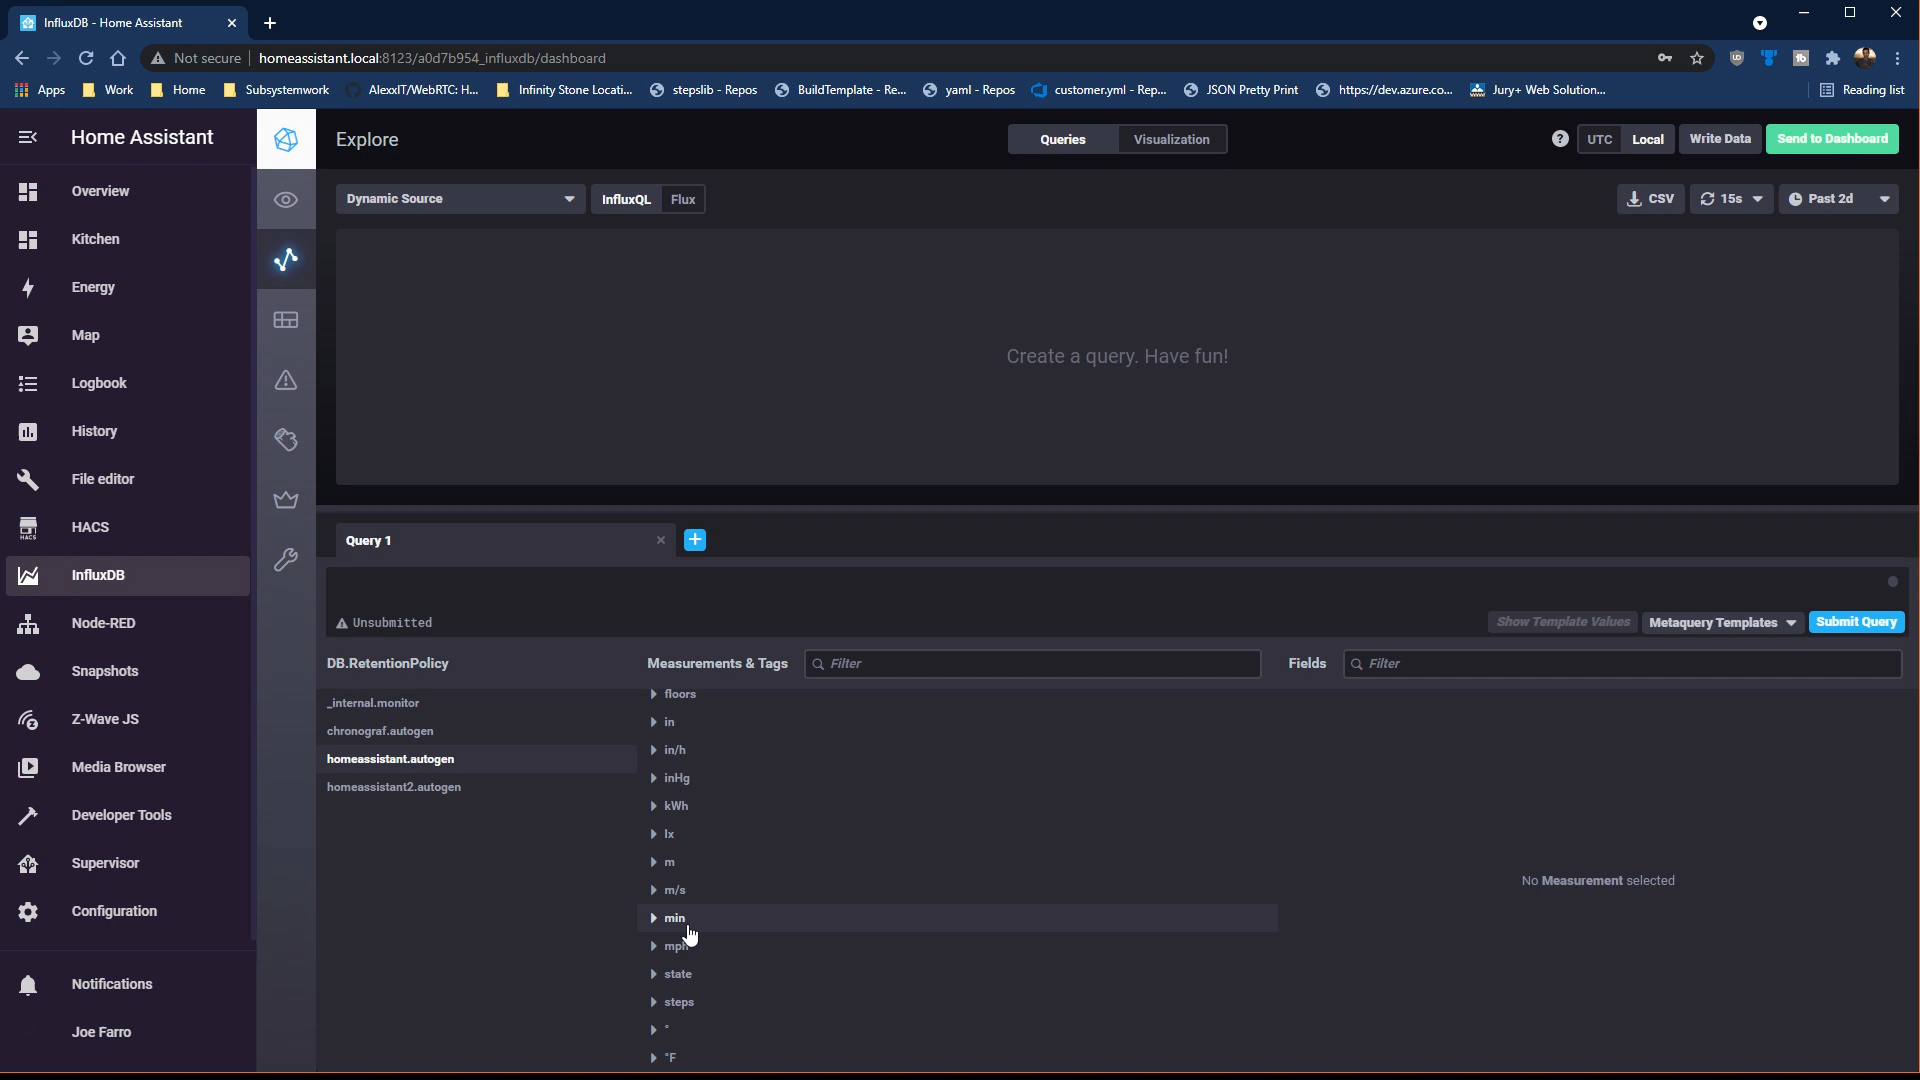 InfluxDB - Home Assistant
Not secure
homeassistant.local:8123/a0d7b954_influxdb/dashboard
Apps
Work
Home
Subsystemwork
AlexxIT/WebRTC: H...
Infinity Stone Locati...
stepslib - Repos
BuildTemplate - Re...
yaml - Repos
customer.yml - Rep...
JSON Pretty Print
https://dev.azure.co...
Jury+ Web Solution...
Reading list
Home Assistant
Explore
Queries
Visualization
UTC
Local
Write Data
Send to Dashboard
Overview
Kitchen
Energy
Map
Logbook
History
File editor
HACS
InfluxDB
Node-RED
Snapshots
Z-Wave JS
Media Browser
Developer Tools
Supervisor
Configuration
Notifications
Joe Farro
Dynamic Source
InfluxQL
Flux
CSV
15s
Past 2d
Create a query. Have fun!
Query 1
Unsubmitted
Show Template Values
Metaquery Templates
Submit Query
DB.RetentionPolicy
Measurements & Tags
Filter
Fields
Filter
_internal.monitor
chronograf.autogen
homeassistant.autogen
homeassistant2.autogen
floors
in
in/h
inHg
kWh
lx
m
m/s
min
mph
state
steps
°
°F
No Measurement selected